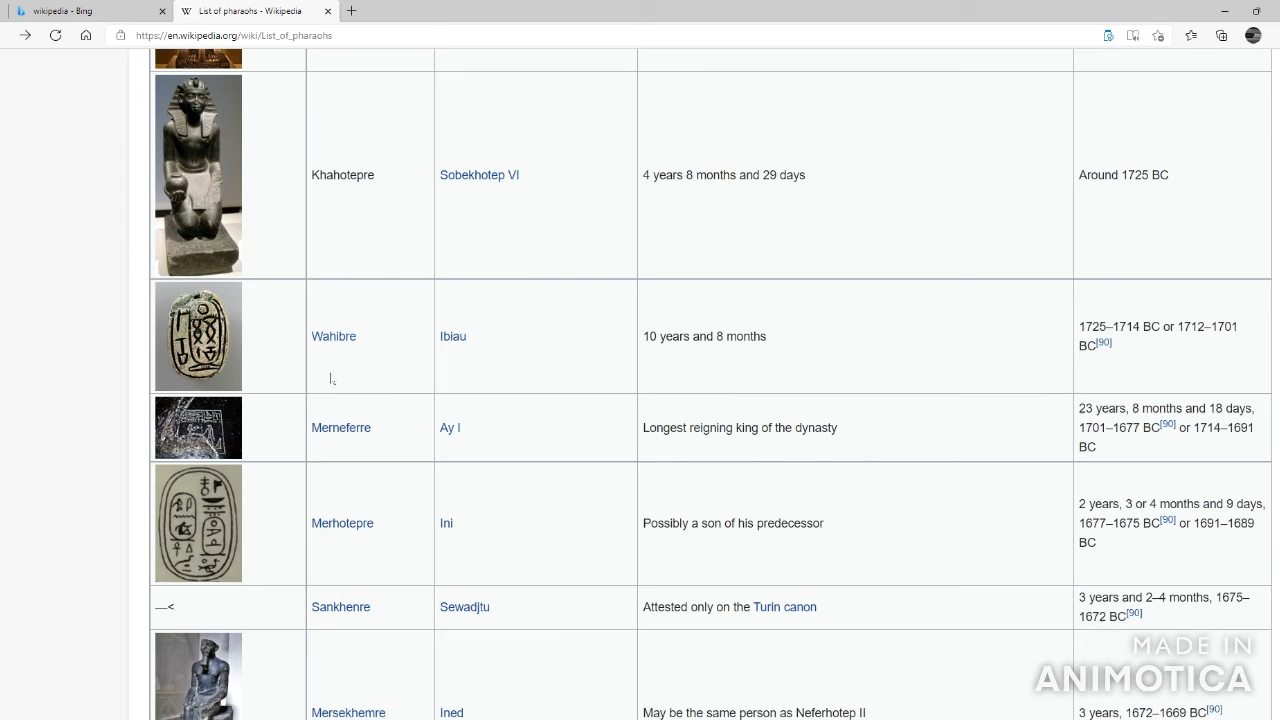 wikipedia - Bing
List of pharaohs - Wikipedia
https://en.wikipedia.org/wiki/List_of_pharaohs
Khahotepre
Sobekhotep VI
4 years 8 months and 29 days
Around 1725 BC
Wahibre
Ibiau
10 years and 8 months
1725–1714 BC or 1712–1701
BC[90]
Merneferre
Ay I
Longest reigning king of the dynasty
23 years, 8 months and 18 days,
1701–1677 BC[90] or 1714–1691
BC
Merhotepre
Ini
Possibly a son of his predecessor
2 years, 3 or 4 months and 9 days,
1677–1675 BC[90] or 1691–1689
BC
—<
Sankhenre
Sewadjtu
Attested only on the Turin canon
3 years and 2–4 months, 1675–
1672 BC[90]
Mersekhemre
Ined
May be the same person as Neferhotep II
3 years, 1672–1669 BC[90]
MADE IN
ANIMOTICA